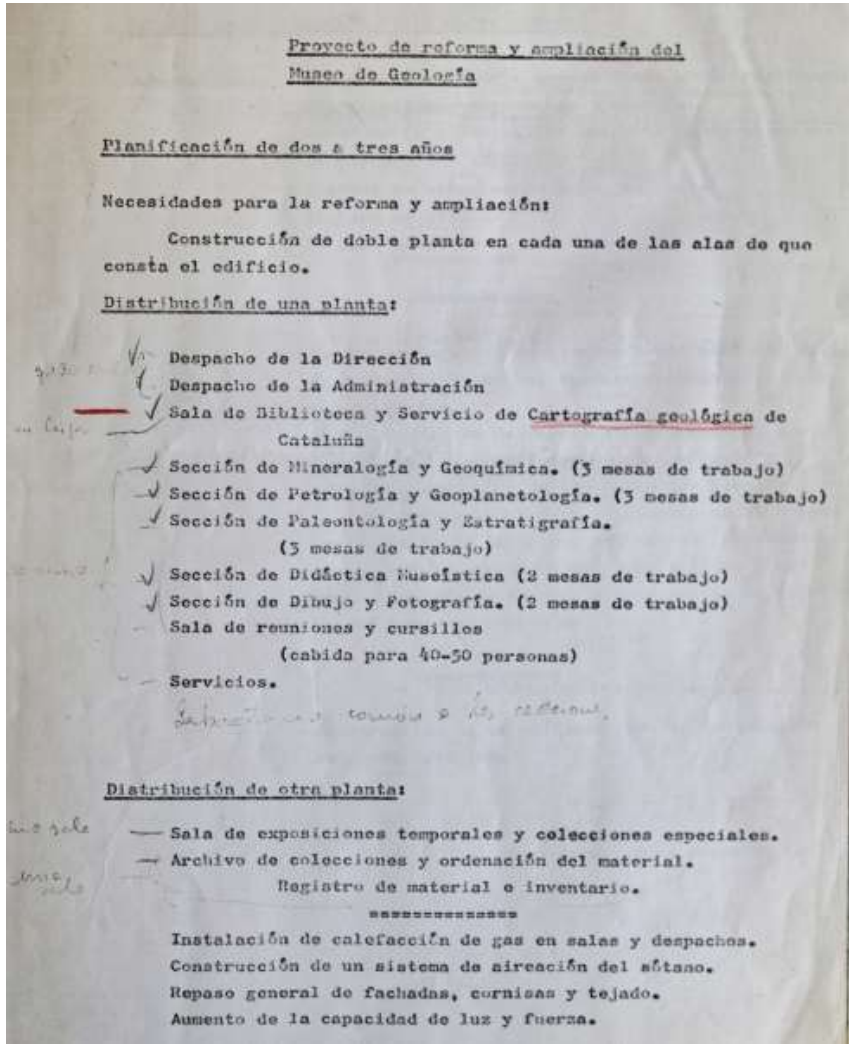 Proyecto de reforma y ampliación del
Museo de Geología
Planificación de dos a tres años
Necesidades para la reforma y ampliación:
Construcción de doble planta en cada una de las alas de que
consta el edificio.
Distribución de una planta:
Despacho de la Dirección
Despacho de la Administración
Sala de Biblioteca y Servicio de Cartografía geológica de
Cataluña
Sección de Mineralogía y Geoquímica. (3 mesas de trabajo)
Sección de Petrología y Geoplanetología. (3 mesas de trabajo)
Sección de Paleontología y Estratigrafía.
(3 mesas de trabajo)
Sección de Didáctica Museística (2 mesas de trabajo)
Sección de Dibujo y Fotografía. (2 mesas de trabajo)
Sala de reuniones y cursillos
(cabida para 40-50 personas)
Servicios.
Distribución de otra planta:
sala
— Sala de exposiciones temporales y colecciones especiales.
— Archivo de colecciones y ordenación del material.
Registro de material e inventario.
==============
Instalación de calefacción de gas en salas y despachos.
Construcción de un sistema de aireación del sótano.
Repaso general de fachadas, cornisas y tejado.
Aumento de la capacidad de luz y fuerza.